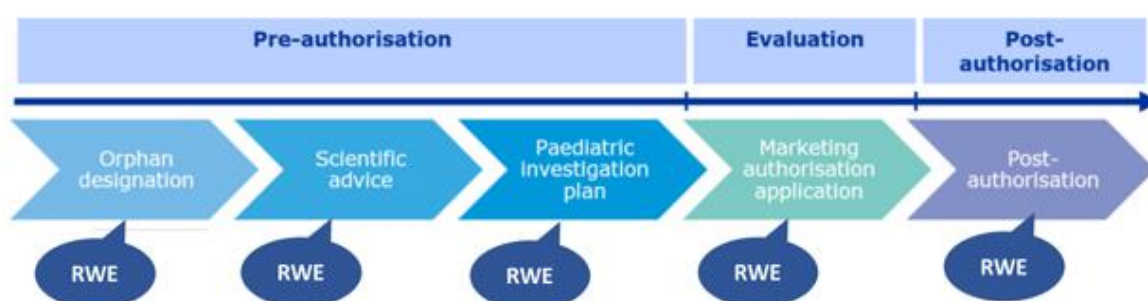 Pre-authorisation
Evaluation
Post-
authorisation
Orphan
designation
Scientific
advice
Paediatric
investigation
plan
Marketing
authorisation
application
Post-
authorisation
RWE
RWE
RWE
RWE
RWE